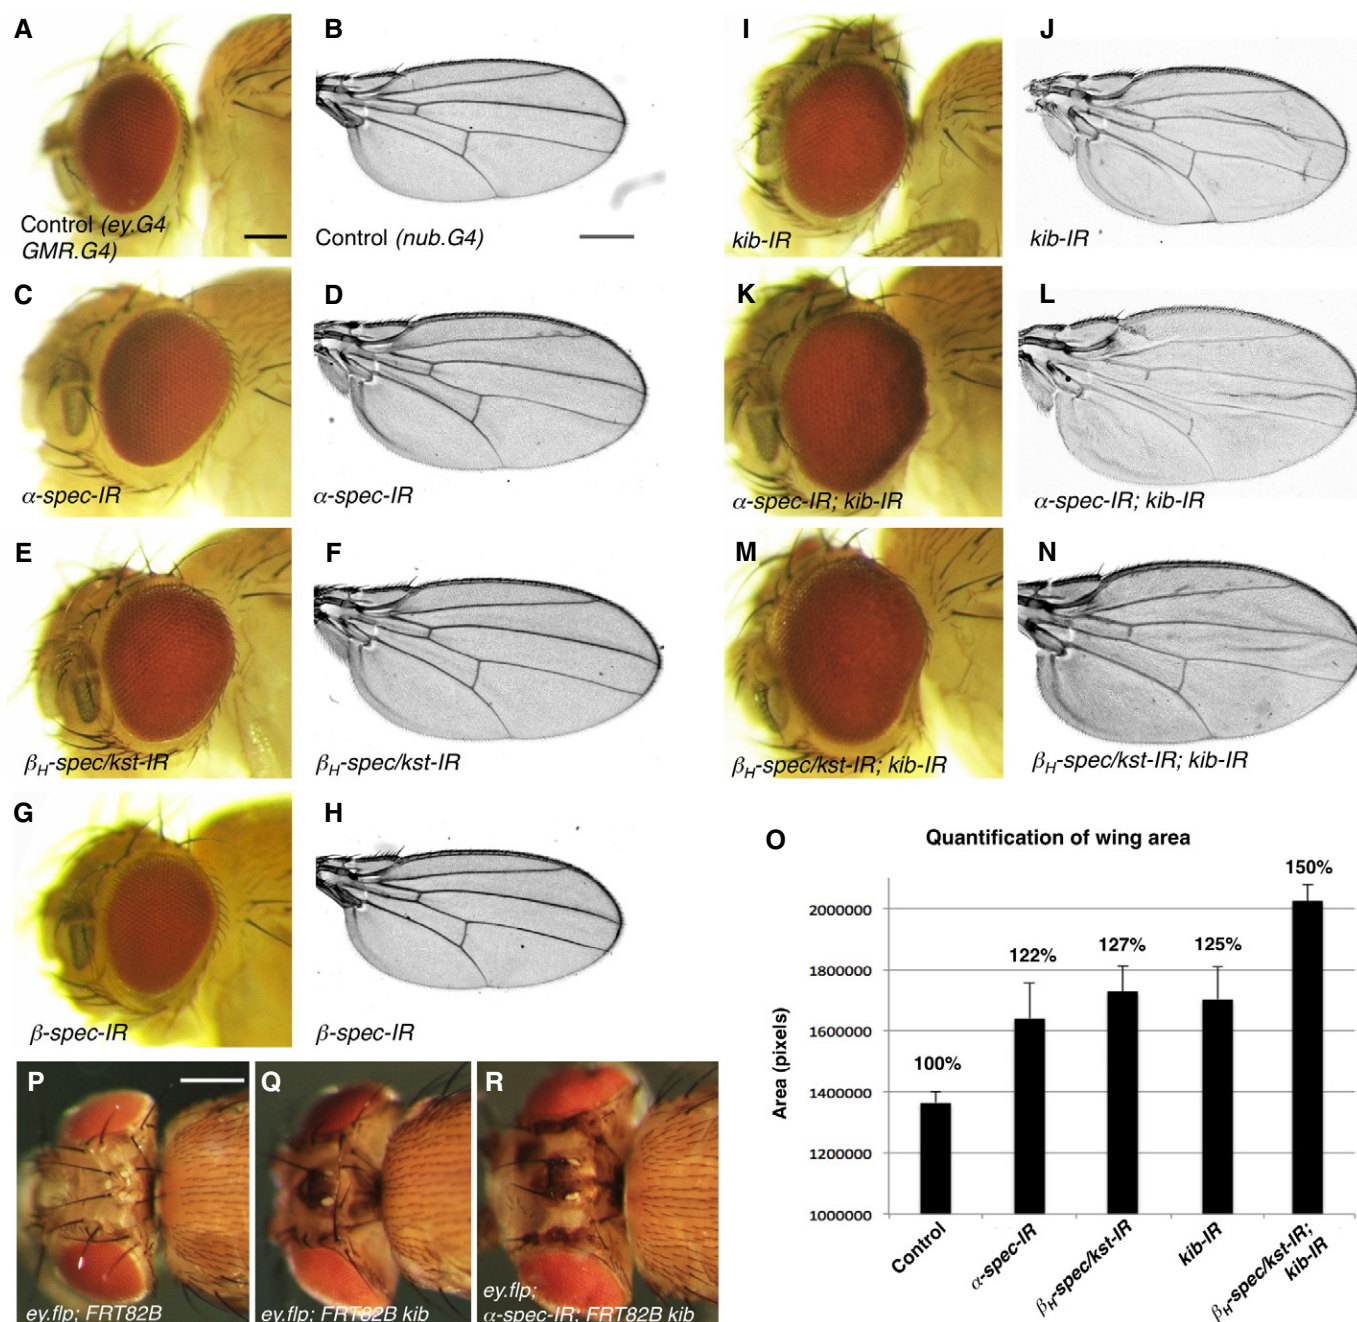 A
B
Control (ey.G4
GMR.G4)
Control (nub.G4)
I
J
kib-IR
kib-IR
C
D
α-spec-IR
α-spec-IR
K
L
α-spec-IR; kib-IR
α-spec-IR; kib-IR
E
F
βH-spec/kst-IR
βH-spec/kst-IR
M
N
βH-spec/kst-IR; kib-IR
βH-spec/kst-IR; kib-IR
G
H
β-spec-IR
β-spec-IR
O
Quantification of wing area
Area (pixels)
2000000
1800000
1600000
1400000
1200000
1000000
100%
122%
127%
125%
150%
Control
α-spec-IR
βH-spec/kst-IR
kib-IR
βH-spec/kst-IR;
kib-IR
P
ey.flp; FRT82B
Q
ey.flp; FRT82B kib
R
ey.flp;
α-spec-IR; FRT82B kib